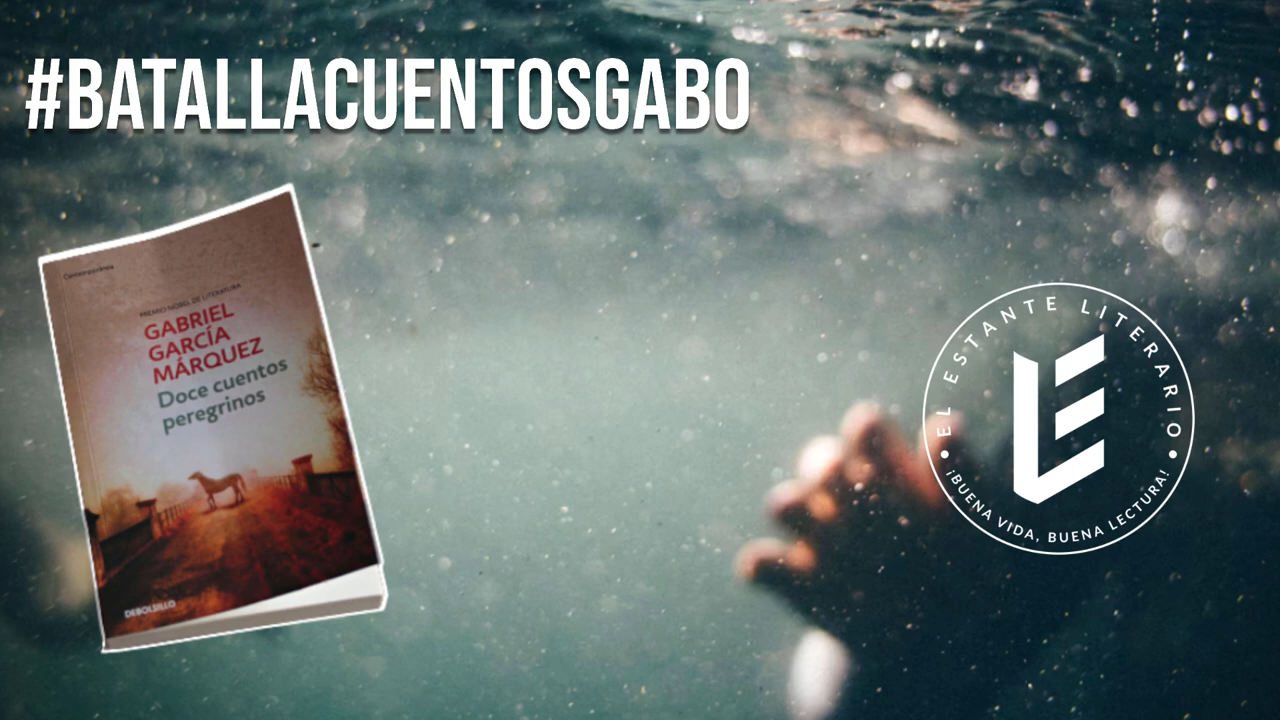 #BATALLACUENTOSGABO
Contemporánea
PREMIO NOBEL DE LITERATURA
GABRIEL
GARCÍA
MÁRQUEZ
Doce cuentos
peregrinos
DEBOLSILLO
EL ESTANTE LITERARIO
¡BUENA VIDA, BUENA LECTURA!